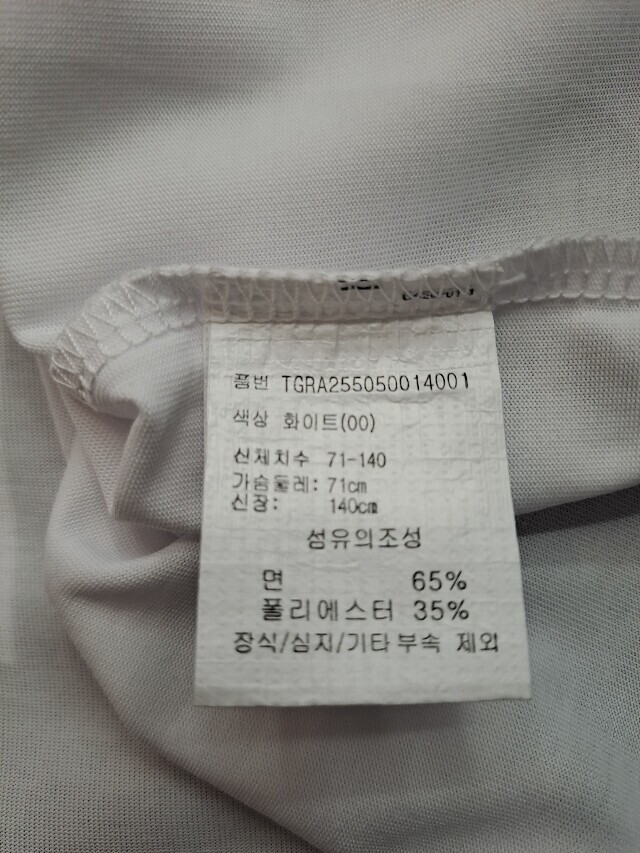 품번 TGRA255050014001
색상 화이트(00)
신체치수 71-140
가슴둘레: 71cm
신장: 140cm
섬유의조성
면 65%
폴리에스터 35%
장식/심지/기타부속 제외